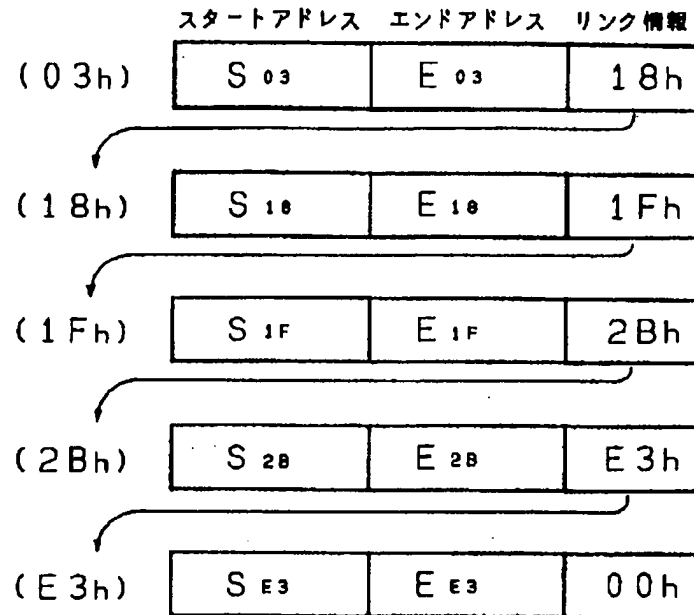 スタートアドレス エンドアドレス リンク情報
(03h) S03 E03 18h
(18h) S18 E18 1Fh
(1Fh) S1F E1F 2Bh
(2Bh) S2B E2B E3h
(E3h) SE3 EE3 00h